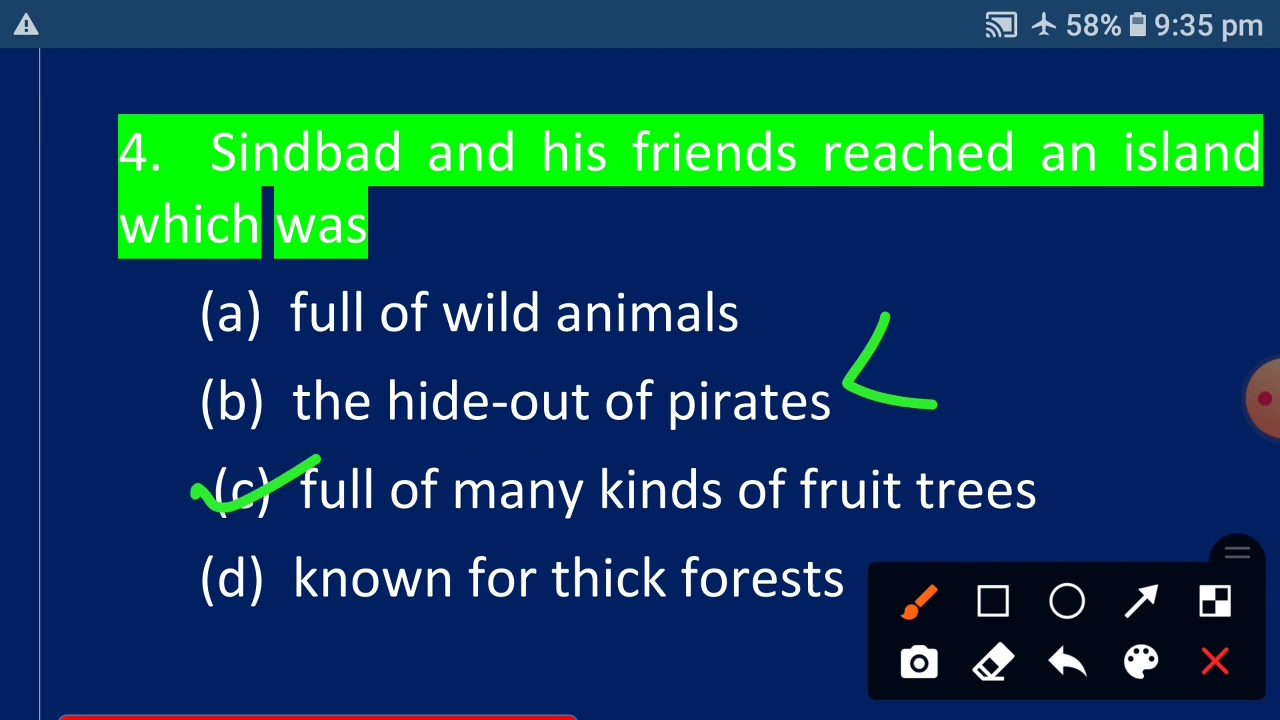 58% 9:35 pm
4. Sindbad and his friends reached an island
which was
(a) full of wild animals
(b) the hide-out of pirates
(c) full of many kinds of fruit trees
(d) known for thick forests